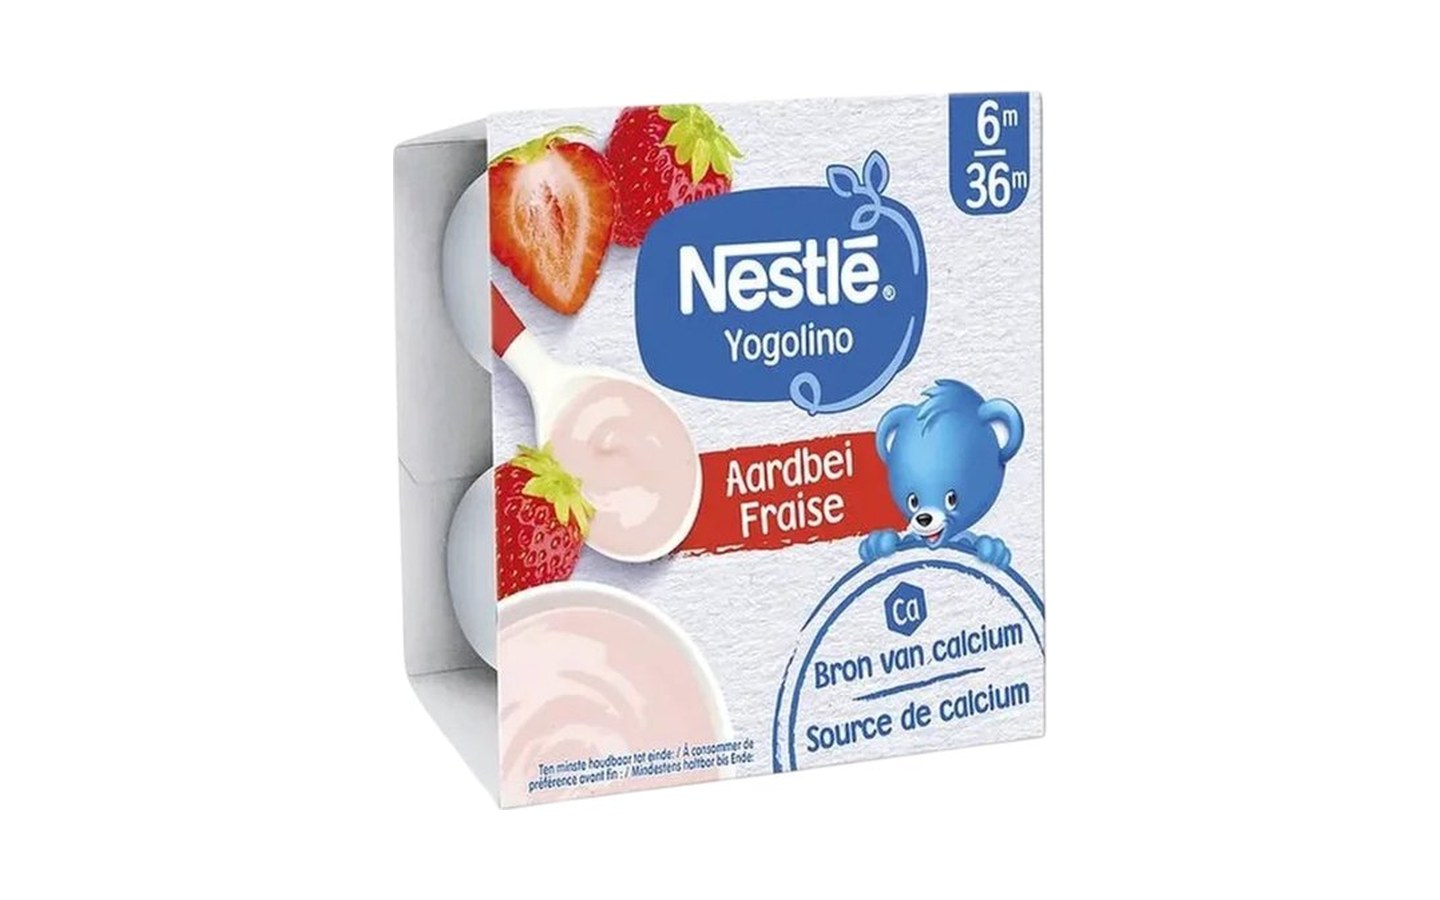 6m
36m
Nestlé®
Yogolino
Aardbei
Fraise
Ca
Bron van calcium
Source de calcium
Ten minste houdbaar tot einde: / À consommer de
préférence avant fin : / Mindestens haltbar bis Ende: